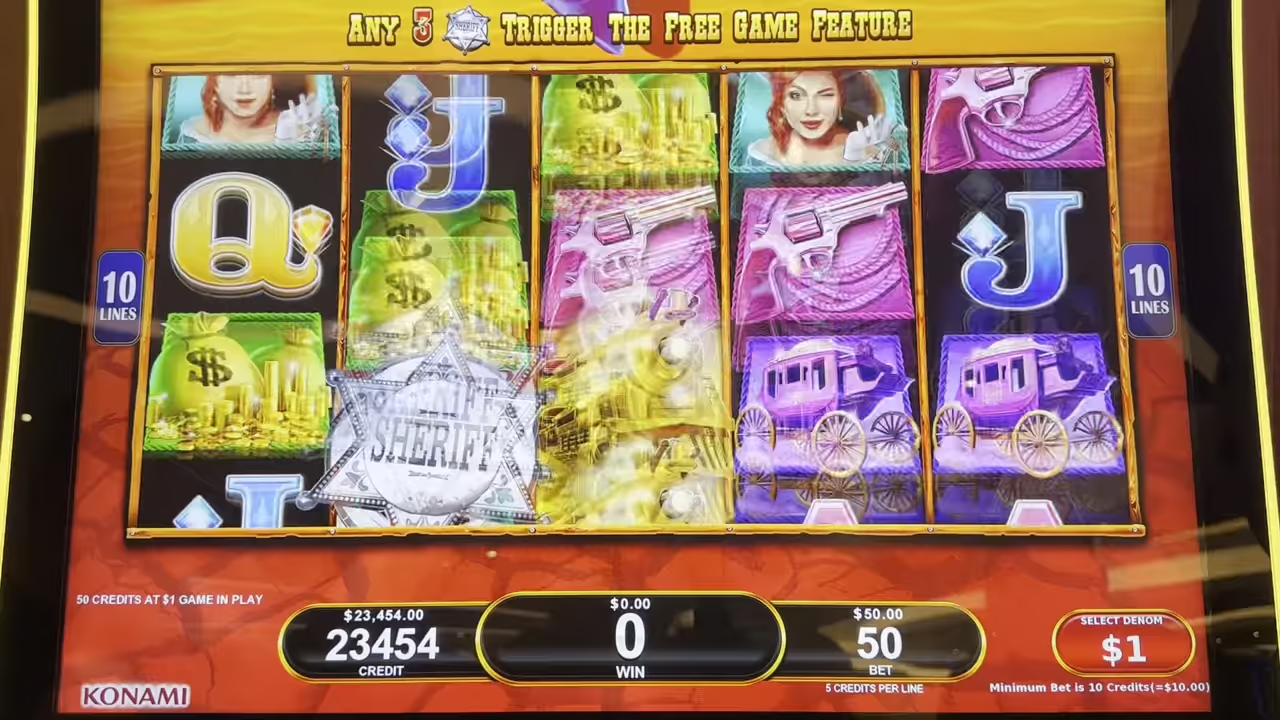 ANY 3 SHERIFF TRIGGER THE FREE GAME FEATURE
J
$
Q
$
$
J
10
LINES
10
LINES
$
SHERIFF
SHERIFF
J
50 CREDITS AT $1 GAME IN PLAY
$23,454.00
23454
CREDIT
$0.00
0
WIN
$50.00
50
BET
5 CREDITS PER LINE
SELECT DENOM
$1
Minimum Bet is 10 Credits(=$10.00)
KONAMI